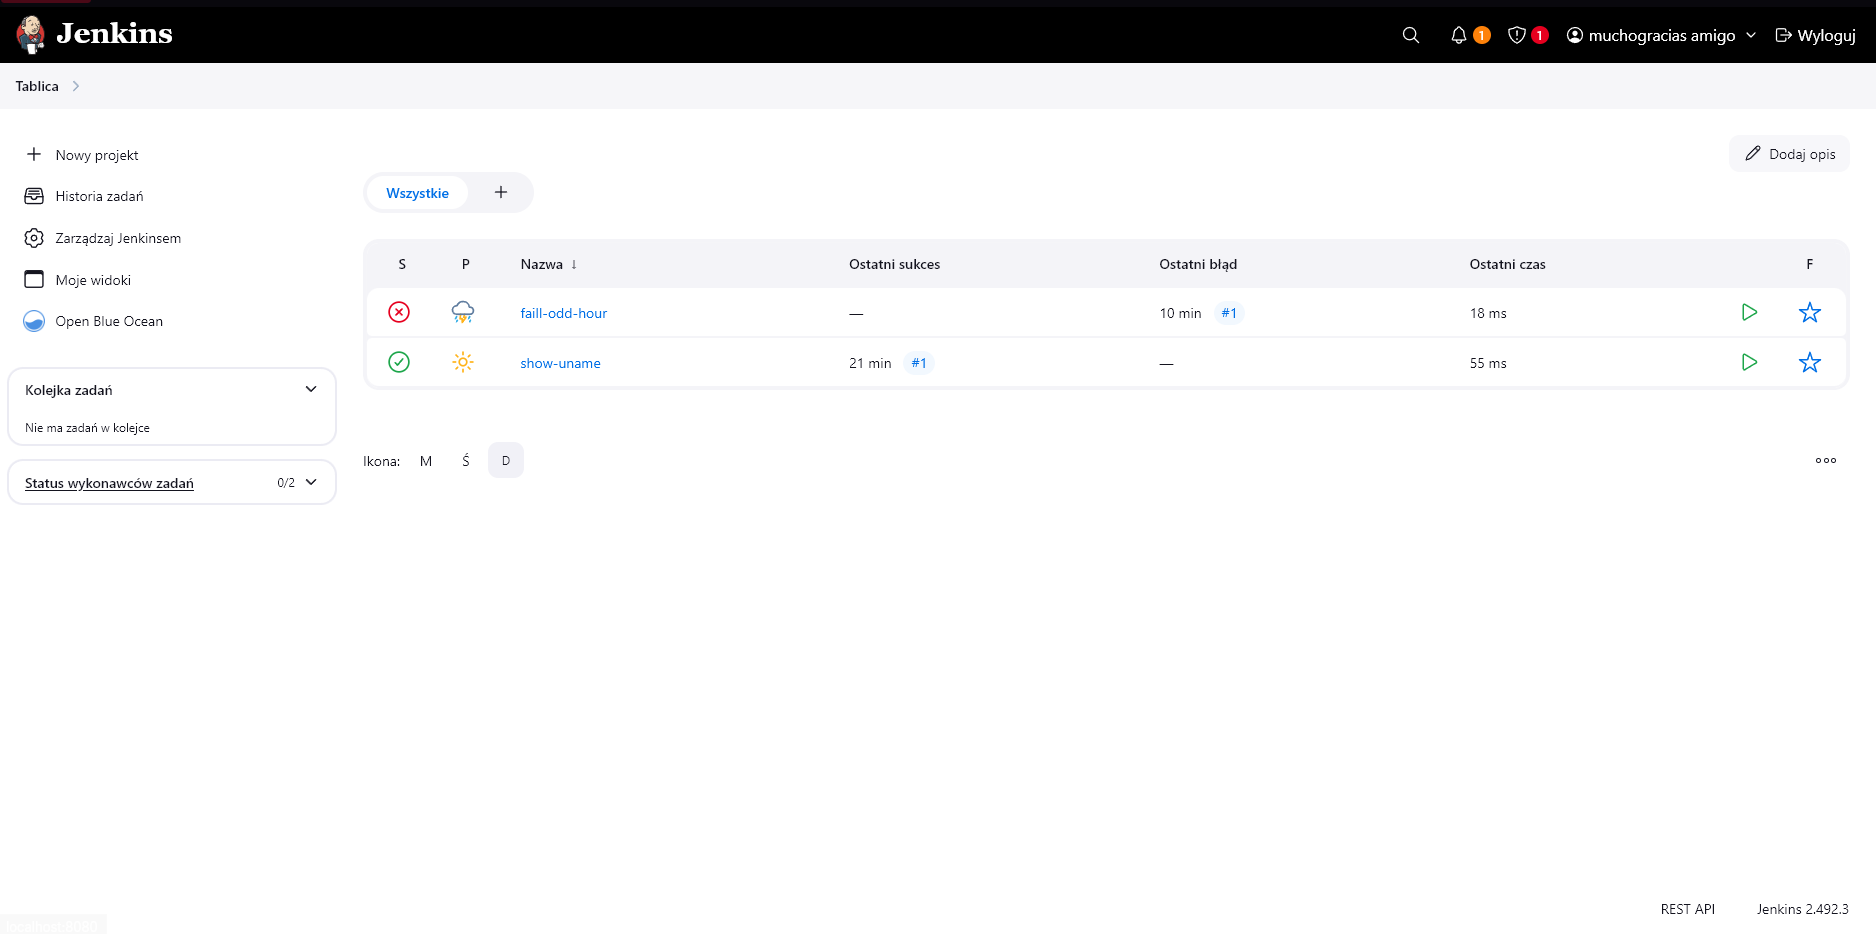 Jenkins
1
1
muchogracias amigo
Wyloguj
Tablica
Nowy projekt
Historia zadań
Zarządzaj Jenkinsem
Moje widoki
Open Blue Ocean
Kolejka zadań
Nie ma zadań w kolejce
Status wykonawców zadań 0/2
Dodaj opis
Wszystkie
S P Nazwa ↓ Ostatni sukces Ostatni błąd Ostatni czas F
faill-odd-hour — 10 min #1 18 ms
show-uname 21 min #1 — 55 ms
Ikona: M Ś D
REST API Jenkins 2.492.3
localhost:8080